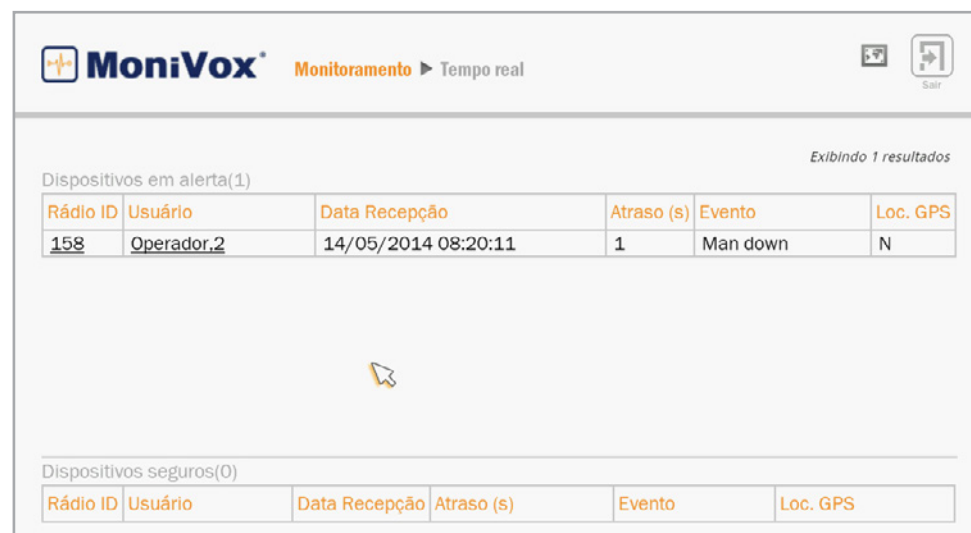 MoniVox® Monitoramento ▶ Tempo real
Sair
Exibindo 1 resultados
Dispositivos em alerta(1)
Rádio ID Usuário Data Recepção Atraso (s) Evento Loc. GPS
158 Operador,2 14/05/2014 08:20:11 1 Man down N
Dispositivos seguros(0)
Rádio ID Usuário Data Recepção Atraso (s) Evento Loc. GPS